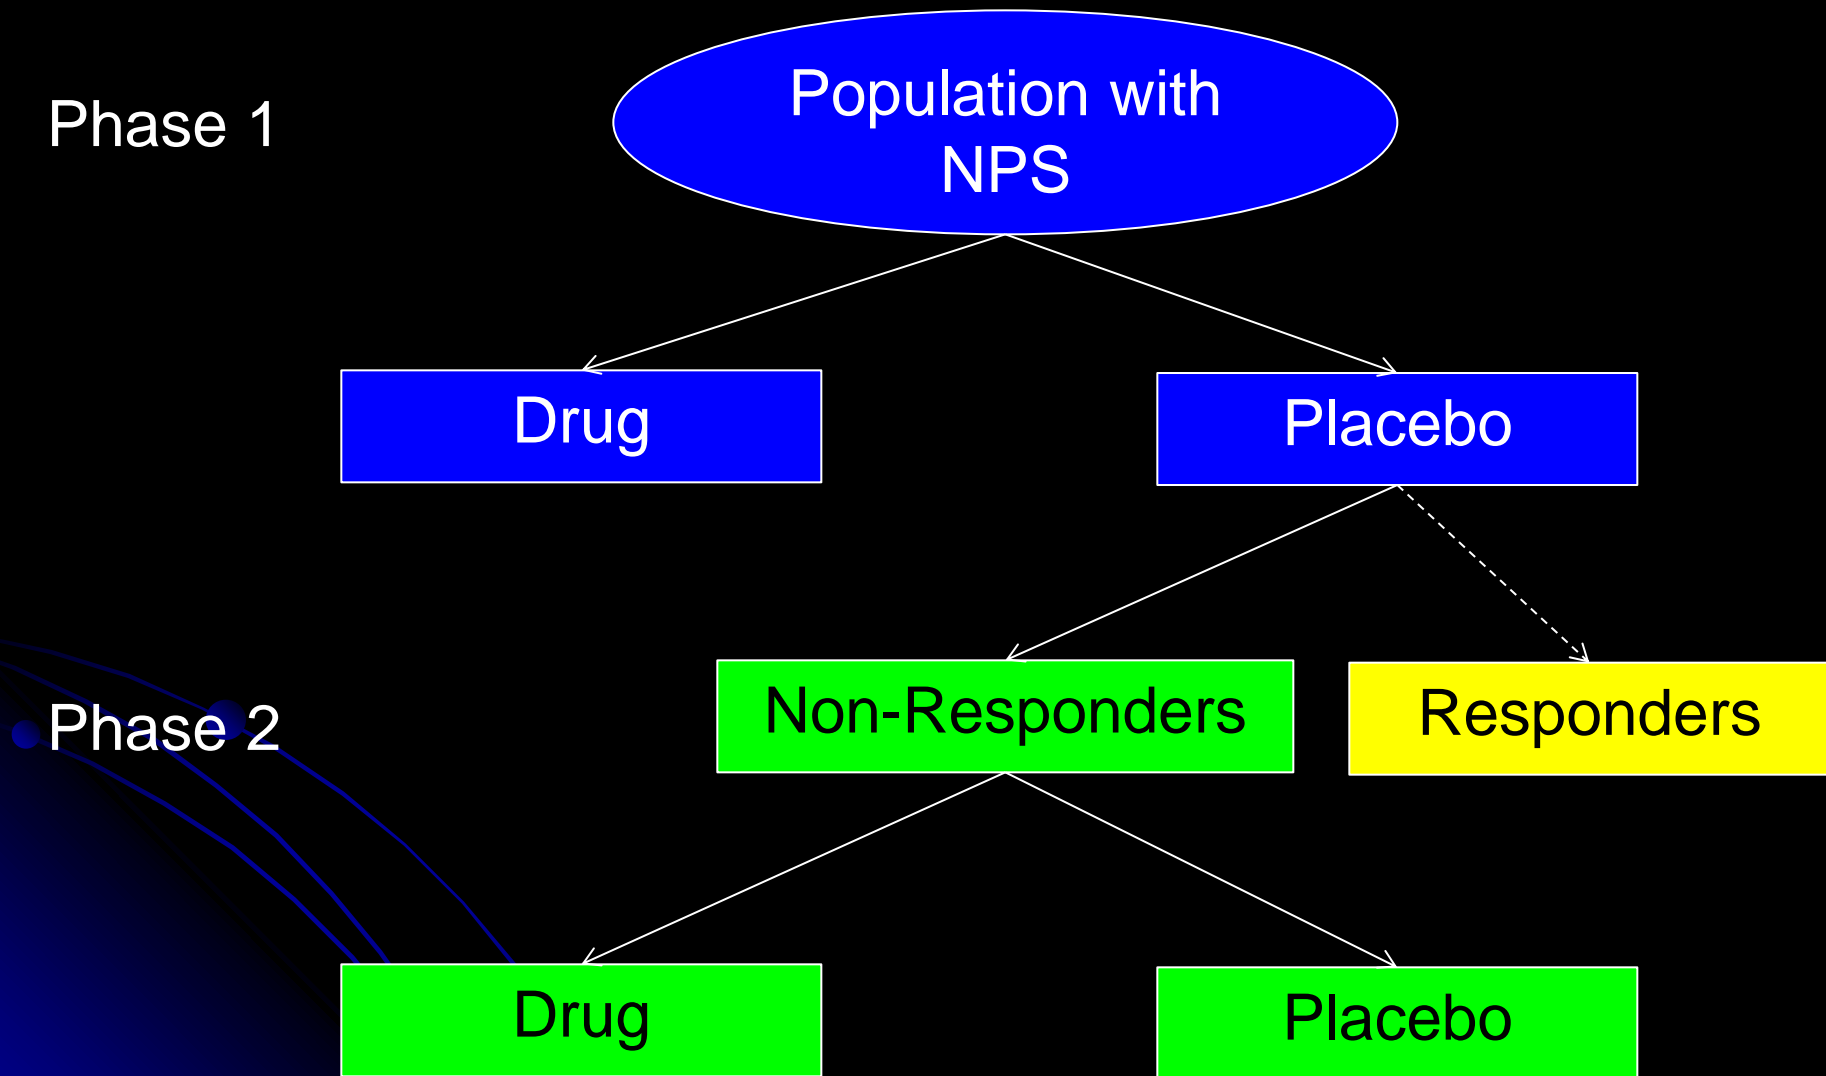 Phase 1
Population with
NPS
Drug
Placebo
Phase 2
Non-Responders
Responders
Drug
Placebo